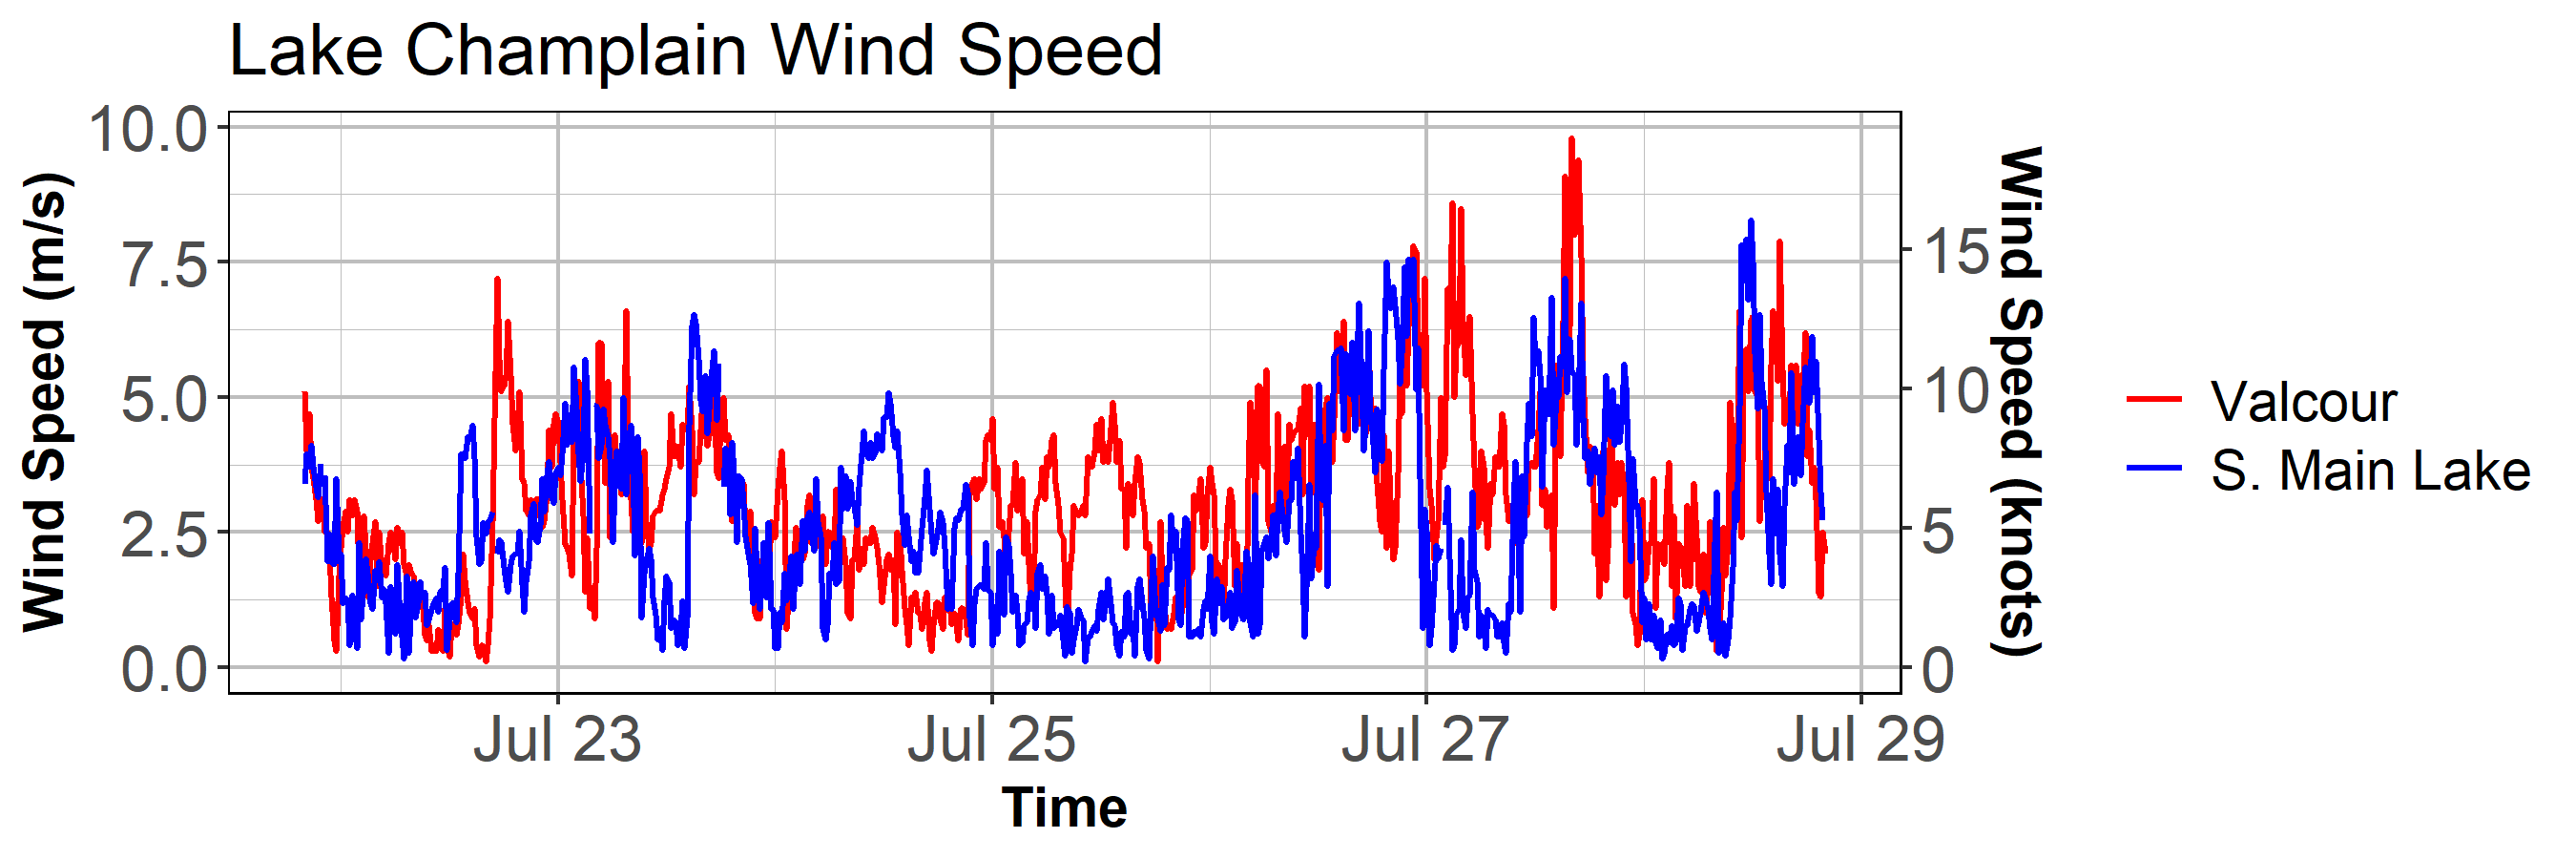 Lake Champlain Wind Speed
Wind Speed (m/s)
10.0
7.5
5.0
2.5
0.0
Wind Speed (knots)
15
10
5
0
Jul 23
Jul 25
Jul 27
Jul 29
Time
Valcour
S. Main Lake